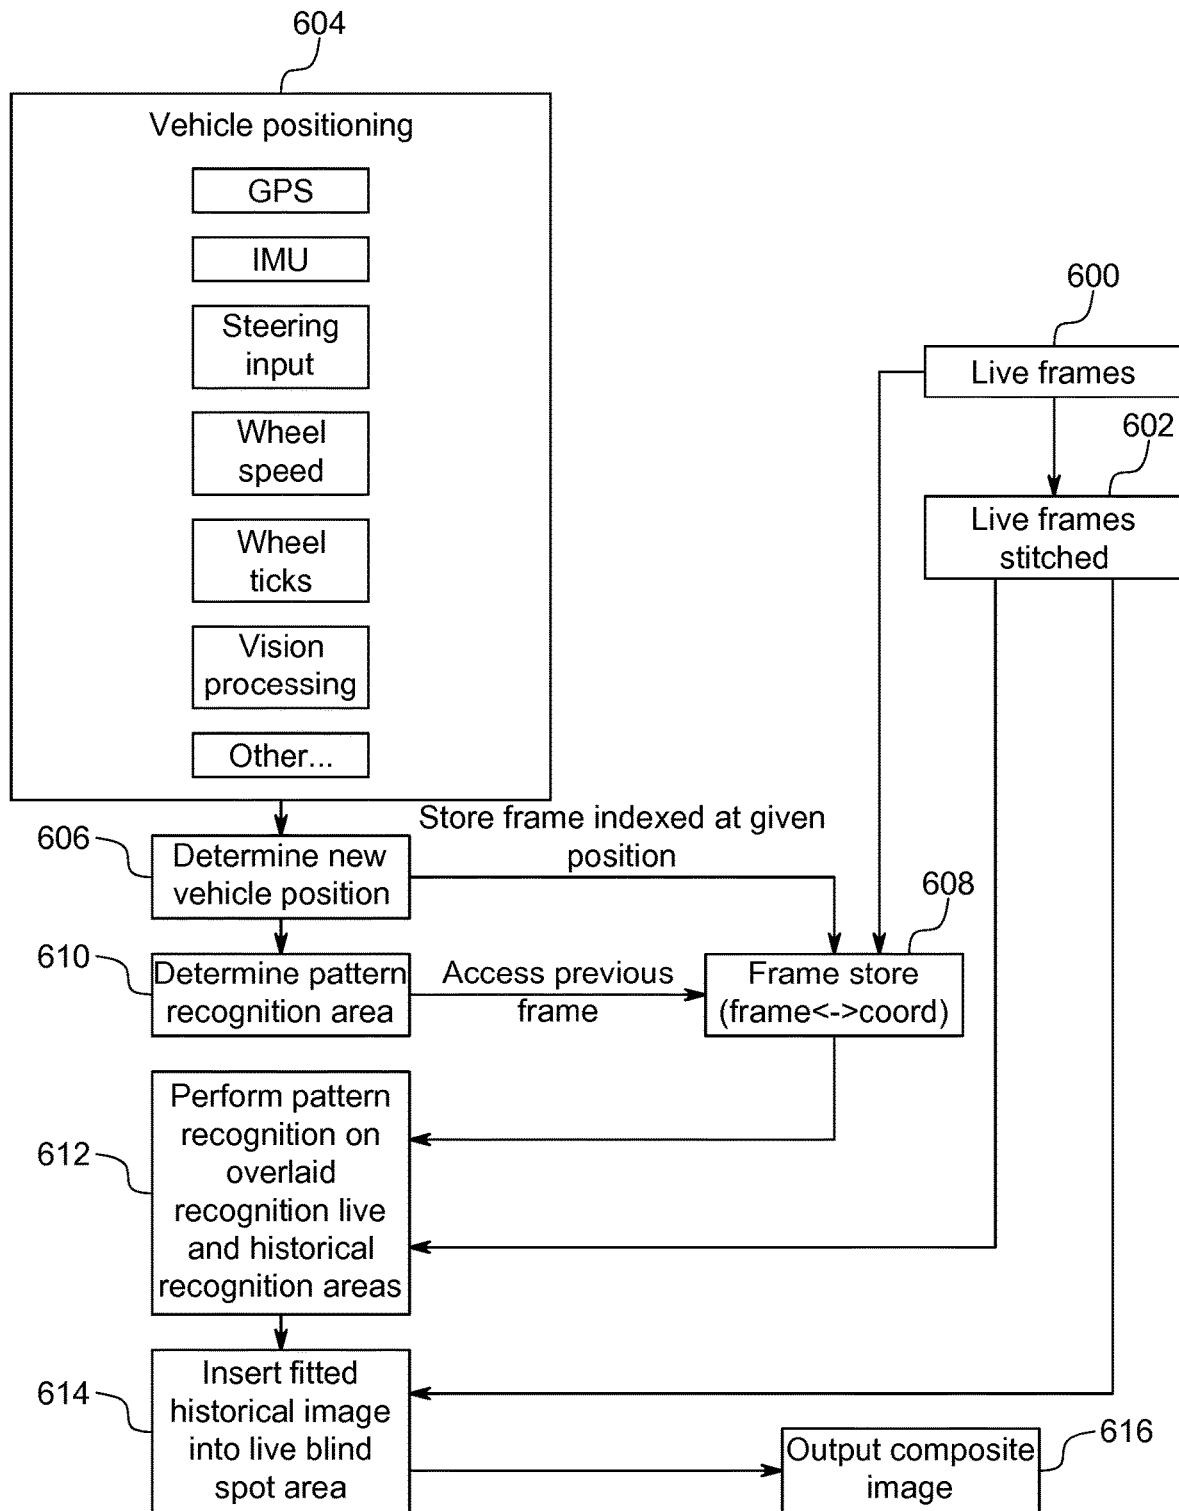 604
Vehicle positioning
GPS
IMU
Steering
input
Wheel
speed
Wheel
ticks
Vision
processing
Other...
600
Live frames
602
Live frames
stitched
606
Determine new
vehicle position
Store frame indexed at given
position
608
Frame store
(frame<->coord)
610
Determine pattern
recognition area
Access previous
frame
612
Perform pattern
recognition on
overlaid
recognition live
and historical
recognition areas
614
Insert fitted
historical image
into live blind
spot area
616
Output composite
image